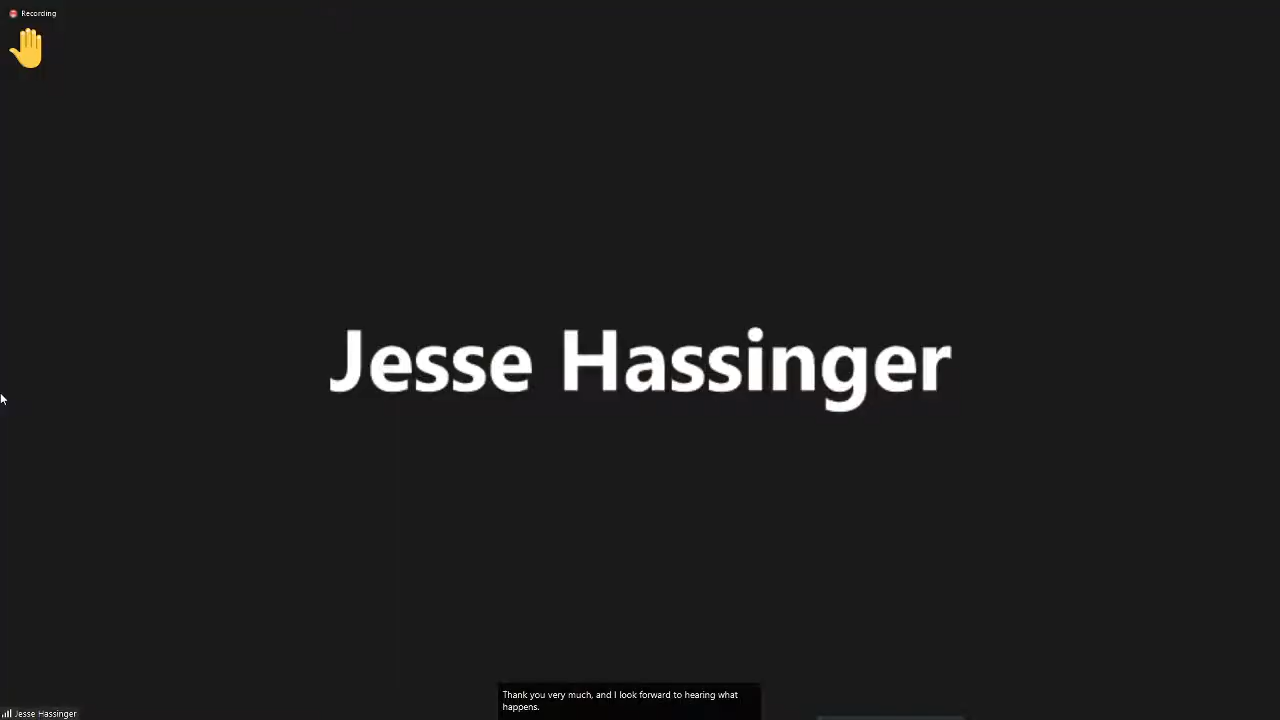 Recording
Jesse Hassinger
Thank you very much, and I look forward to hearing what
happens.
Jesse Hassinger